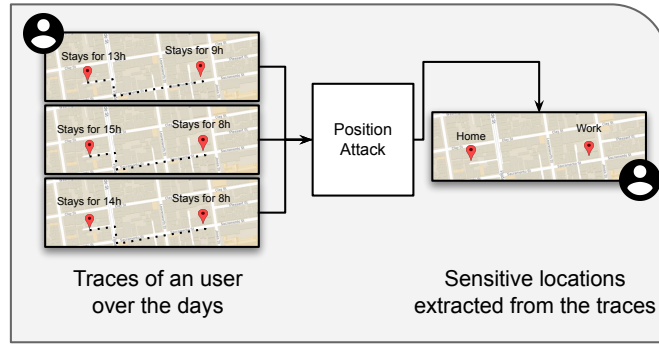 Stays for 13h
Stays for 9h
Stays for 15h
Stays for 8h
Stays for 14h
Stays for 8h
Position
Attack
Home
Work
Traces of an user
over the days
Sensitive locations
extracted from the traces